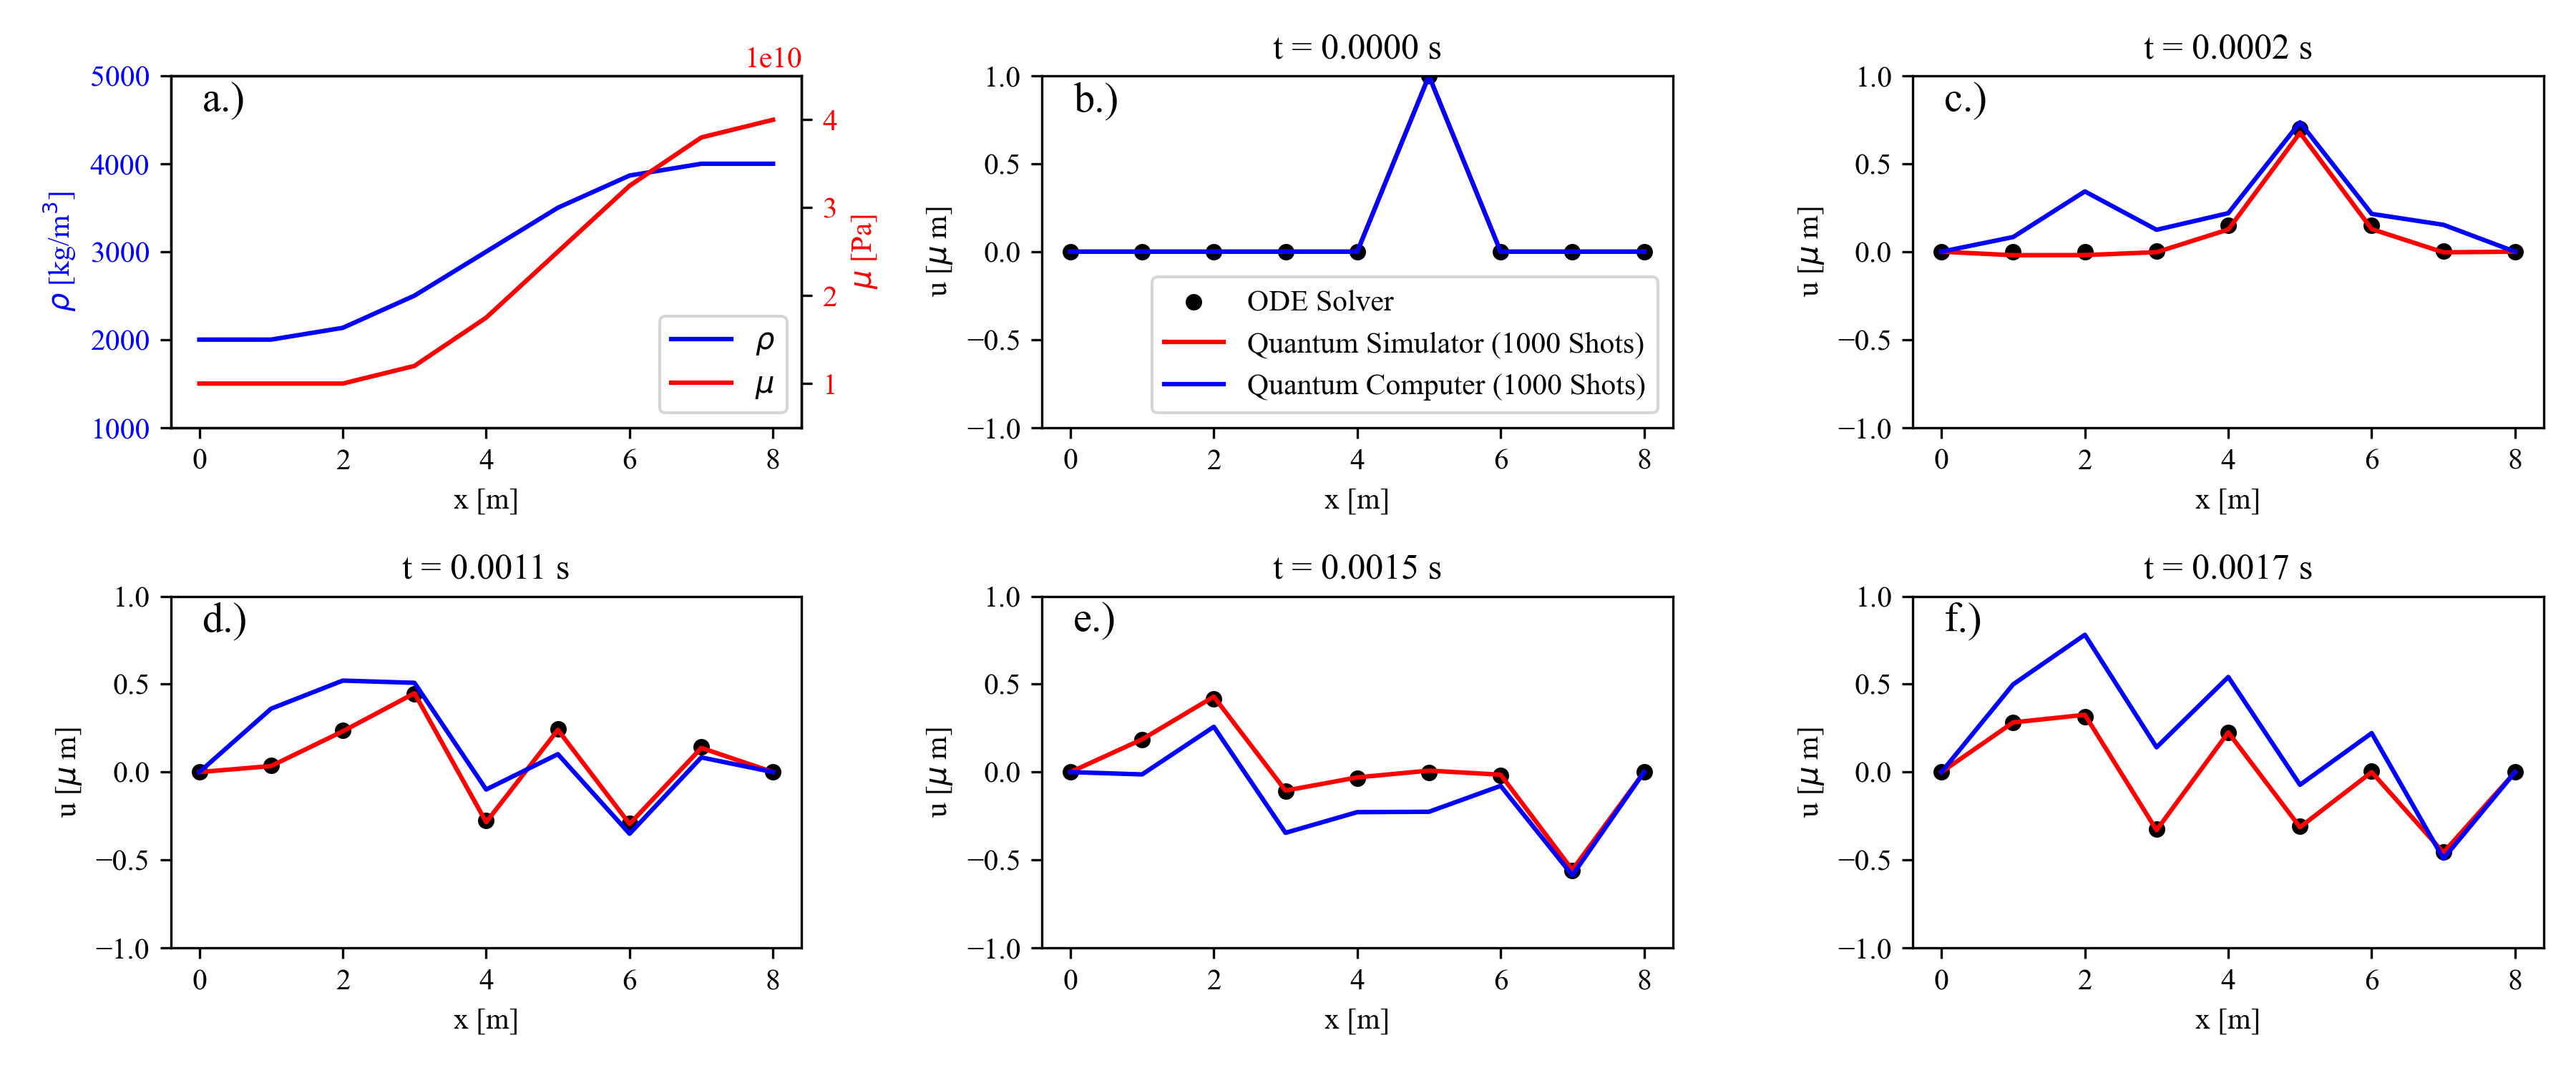 a.)
1e10
5000
4000
3000
2000
1000
ρ [kg/m³]
4
3
2
1
μ [Pa]
ρ
μ
0 2 4 6 8
x [m]
t = 0.0000 s
b.)
1.0
0.5
0.0
−0.5
−1.0
u [μ m]
ODE Solver
Quantum Simulator (1000 Shots)
Quantum Computer (1000 Shots)
0 2 4 6 8
x [m]
t = 0.0002 s
c.)
1.0
0.5
0.0
−0.5
−1.0
u [μ m]
0 2 4 6 8
x [m]
t = 0.0011 s
d.)
1.0
0.5
0.0
−0.5
−1.0
u [μ m]
0 2 4 6 8
x [m]
t = 0.0015 s
e.)
1.0
0.5
0.0
−0.5
−1.0
u [μ m]
0 2 4 6 8
x [m]
t = 0.0017 s
f.)
1.0
0.5
0.0
−0.5
−1.0
u [μ m]
0 2 4 6 8
x [m]